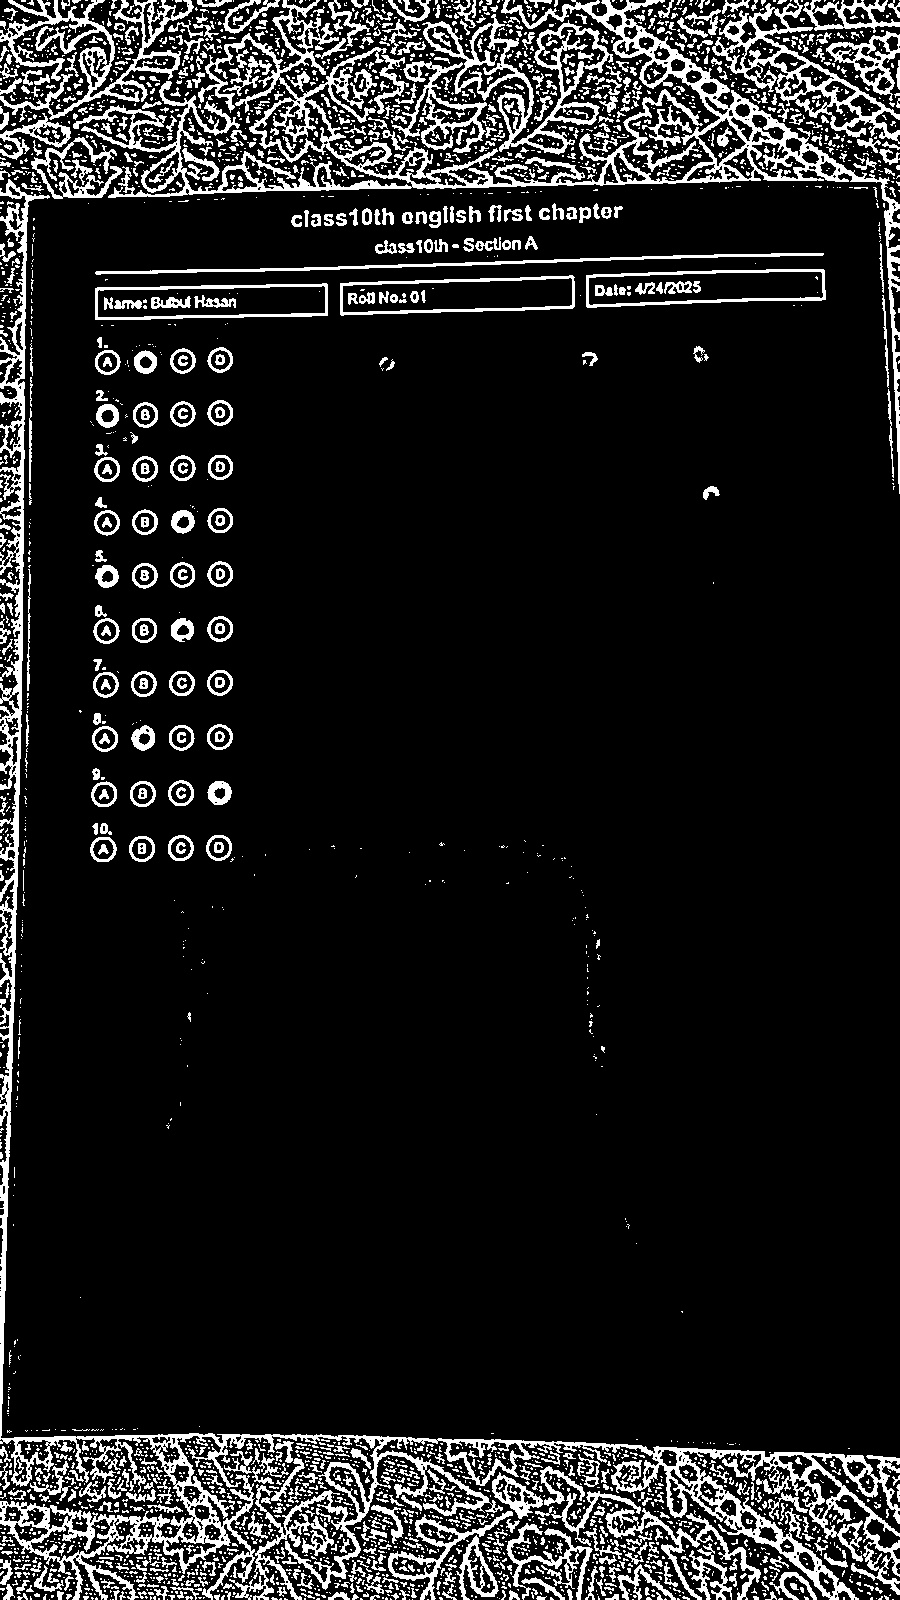 class10th english first chapter
class10th - Section A
Name: Bulbul Hasan
Roll No.: 01
Date: 4/24/2025
1.
A C D
2.
B C D
3.
A B C D
4.
A B D
5.
B C D
6.
A B D
7.
A B C D
8.
A C D
9.
A B C
10.
A B C D